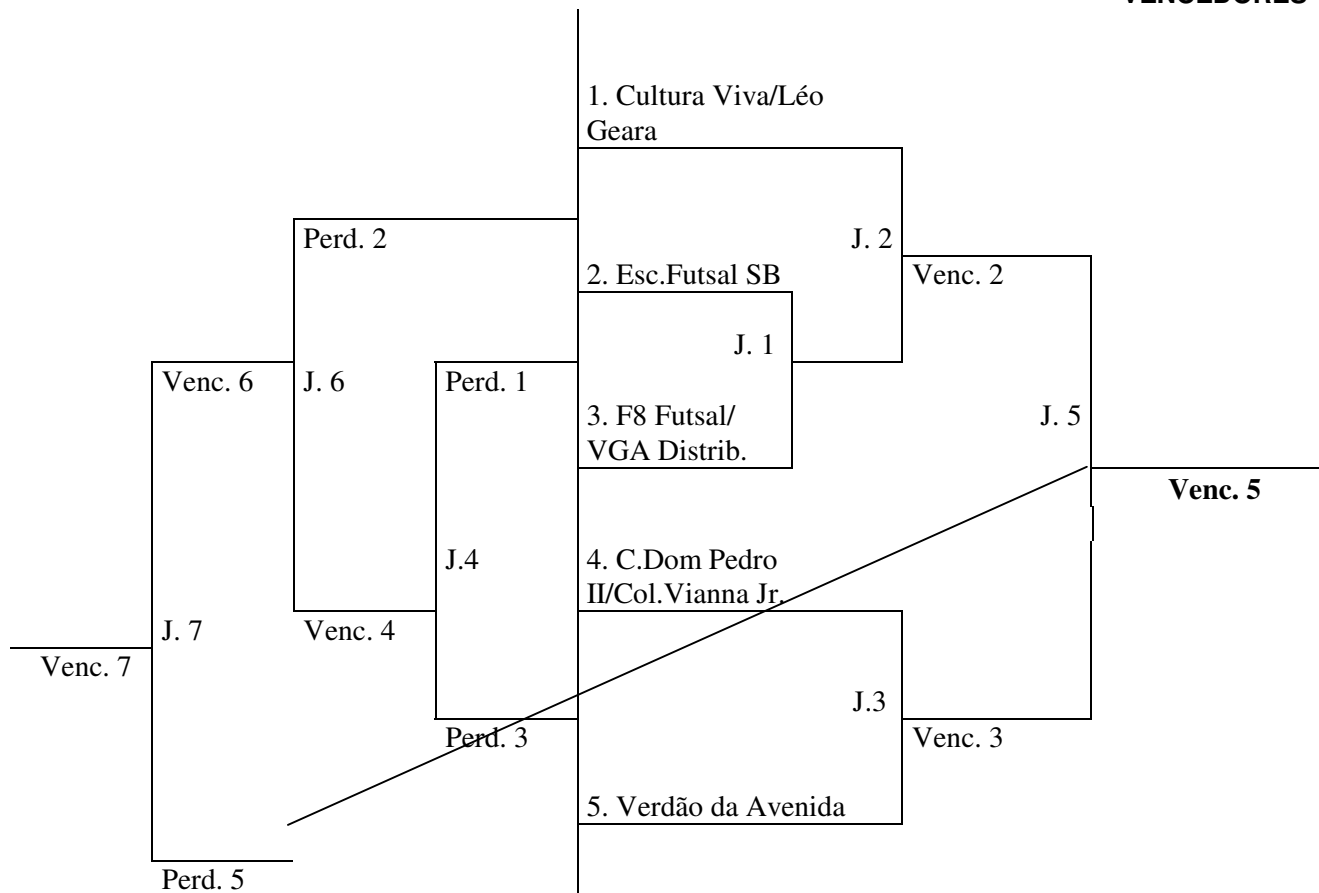 VENCEDORES
1. Cultura Viva/Léo
Geara
Perd. 2
J. 2
2. Esc.Futsal SB
Venc. 2
J. 1
Venc. 6
J. 6
Perd. 1
3. F8 Futsal/
VGA Distrib.
J. 5
Venc. 5
J.4
4. C.Dom Pedro
II/Col.Vianna Jr.
J. 7
Venc. 4
Venc. 7
J.3
Perd. 3
Venc. 3
5. Verdão da Avenida
Perd. 5